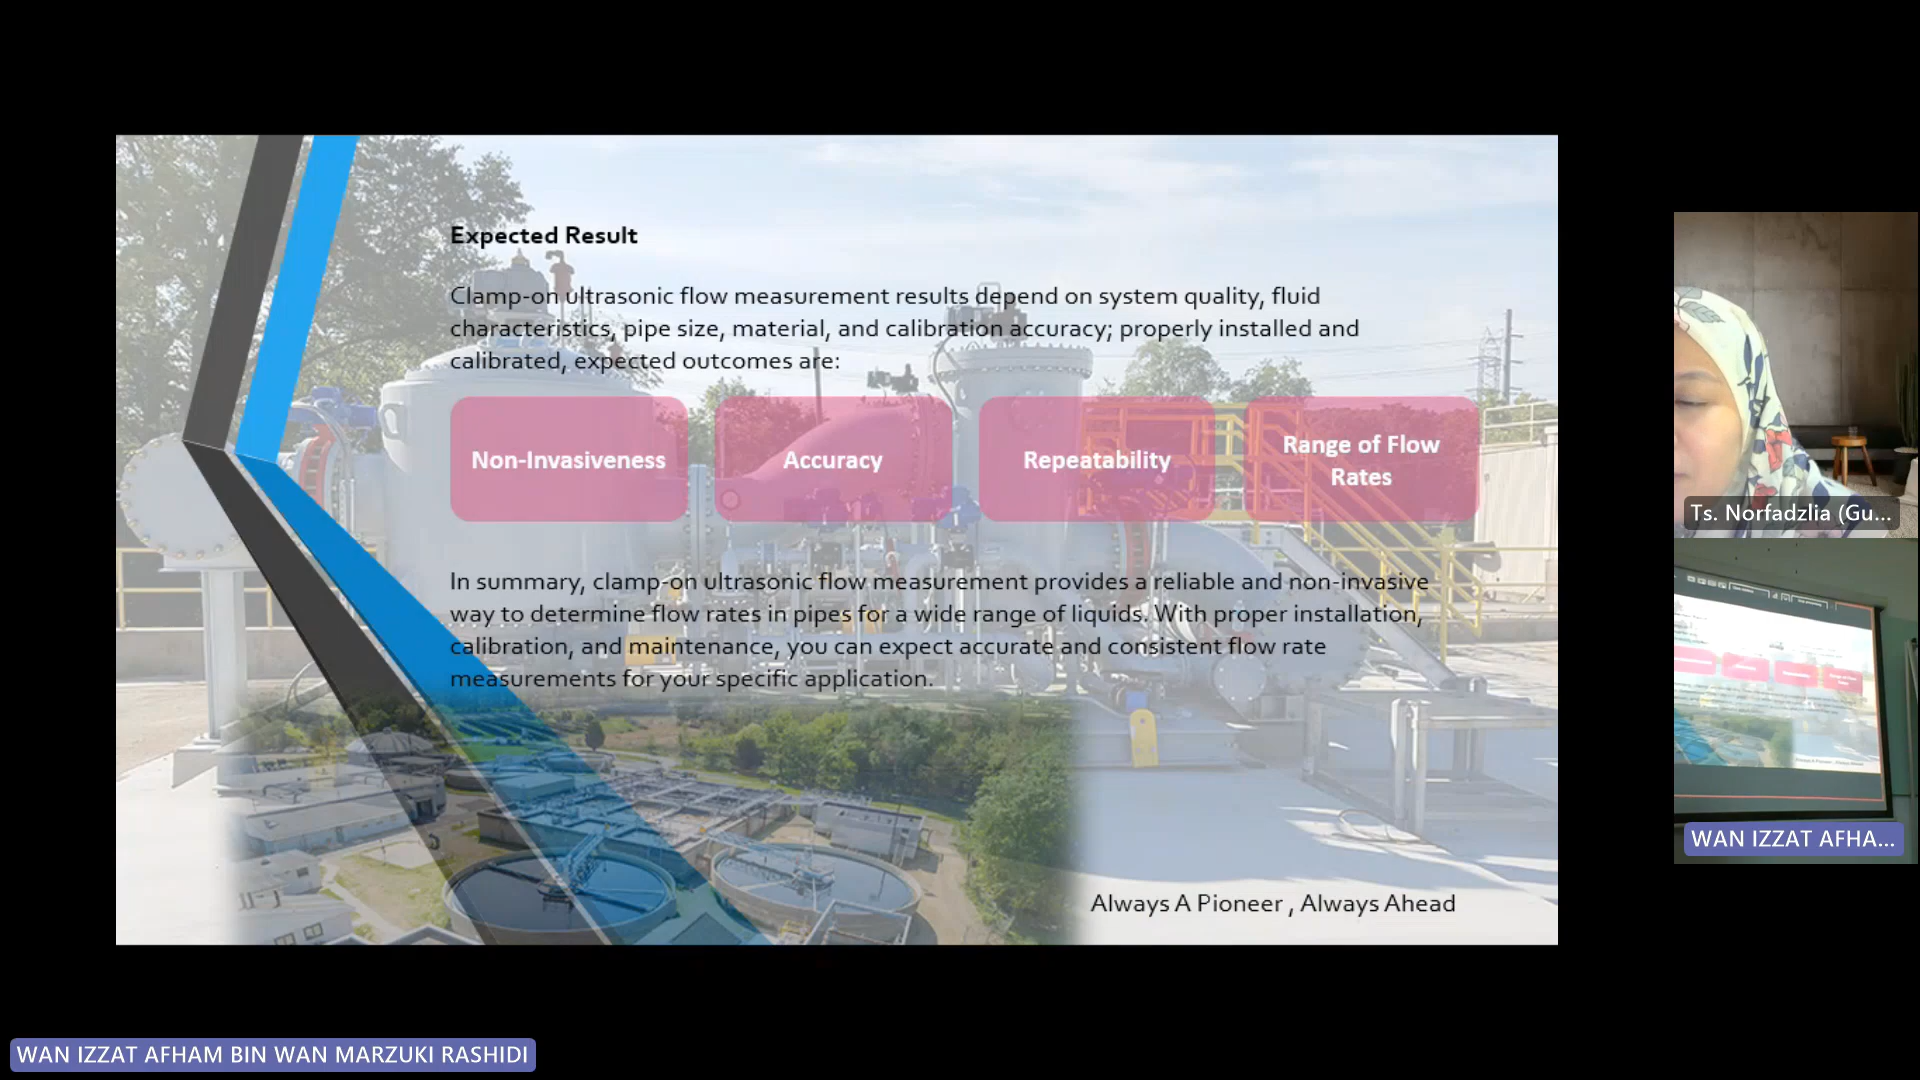 Expected Result
Clamp-on ultrasonic flow measurement results depend on system quality, fluid
characteristics, pipe size, material, and calibration accuracy; properly installed and
calibrated, expected outcomes are:
Non-Invasiveness
Accuracy
Repeatability
Range of Flow
Rates
In summary, clamp-on ultrasonic flow measurement provides a reliable and non-invasive
way to determine flow rates in pipes for a wide range of liquids. With proper installation,
calibration, and maintenance, you can expect accurate and consistent flow rate
measurements for your specific application.
Always A Pioneer , Always Ahead
Ts. Norfadzlia (Gu...
WAN IZZAT AFHA...
WAN IZZAT AFHAM BIN WAN MARZUKI RASHIDI